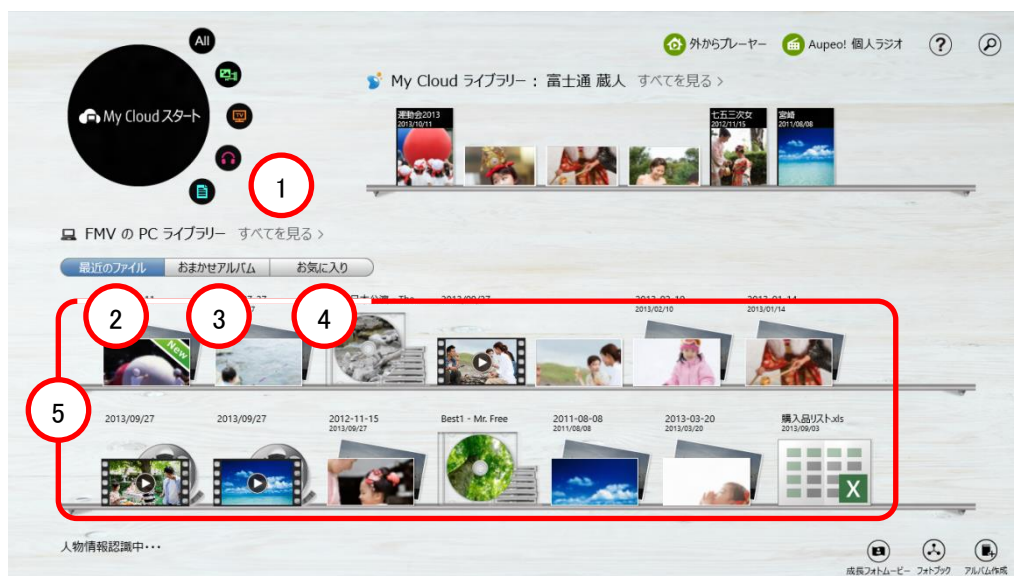 All
外からプレーヤー
Aupeo! 個人ラジオ
?
My Cloud ライブラリー : 富士通 蔵人 すべてを見る >
My Cloud スタート
TV
運動会2013
2013/10/11
七五三次女
2012/11/15
宮崎
2011/08/08
1
FMV の PC ライブラリー すべてを見る >
最近のファイル
おまかせアルバム
お気に入り
2
3
4
2013/09/27
2013-02-10
2013/02/10
2013-01-14
2013/01/14
New
5
2013/09/27
2013/09/27
2012-11-15
2013/09/27
Best1 - Mr. Free
2011-08-08
2011/08/08
2013-03-20
2013/03/20
購入品リスト.xls
2013/09/03
X
人物情報認識中・・・
成長フォトムービー
フォトブック
アルバム作成